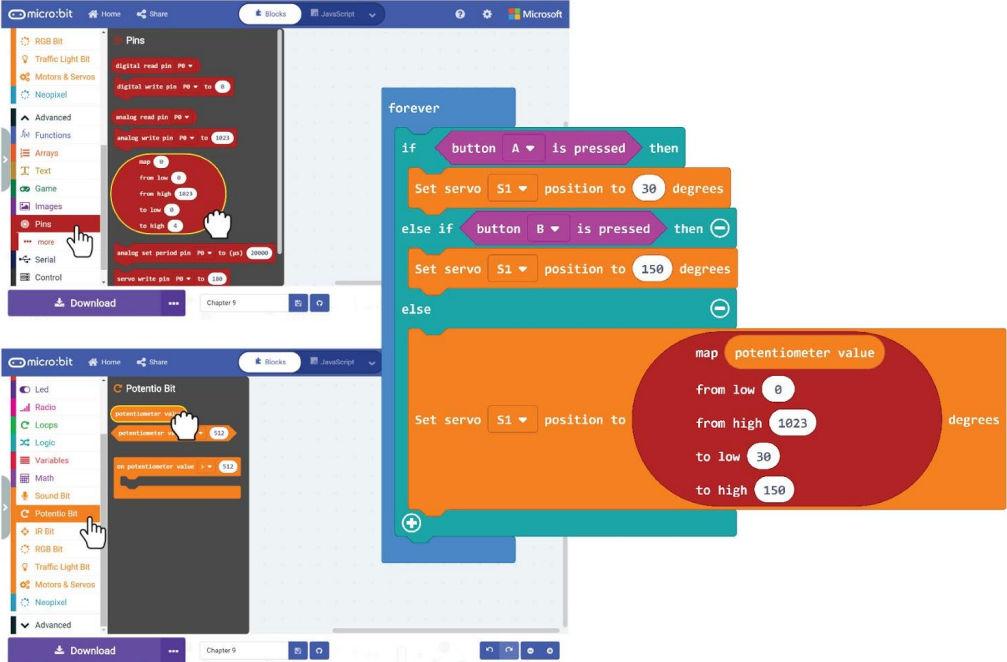 micro:bit Home Share Blocks JavaScript Microsoft
RGB Bit
Traffic Light Bit
Motors & Servos
Neopixel
Advanced
Functions
Arrays
Text
Game
Images
Pins
more
Serial
Control
Pins
digital read pin P0
digital write pin P0 to 0
analog read pin P0
analog write pin P0 to 1023
map 0
from low 0
from high 1023
to low 0
to high 4
analog set period pin P0 to (µs) 20000
servo write pin P0 to 180
Download ••• Chapter 9
micro:bit Home Share Blocks JavaScript
Led
Radio
Loops
Logic
Variables
Math
Sound Bit
Potentio Bit
IR Bit
RGB Bit
Traffic Light Bit
Motors & Servos
Neopixel
Advanced
Potentio Bit
potentiometer
potentiometer 512
on potentiometer value > 512
Download ••• Chapter 9
forever
if button A is pressed then
Set servo S1 position to 30 degrees
else if button B is pressed then
Set servo S1 position to 150 degrees
else
Set servo S1 position to
map potentiometer value
from low 0
from high 1023
to low 30
to high 150
degrees